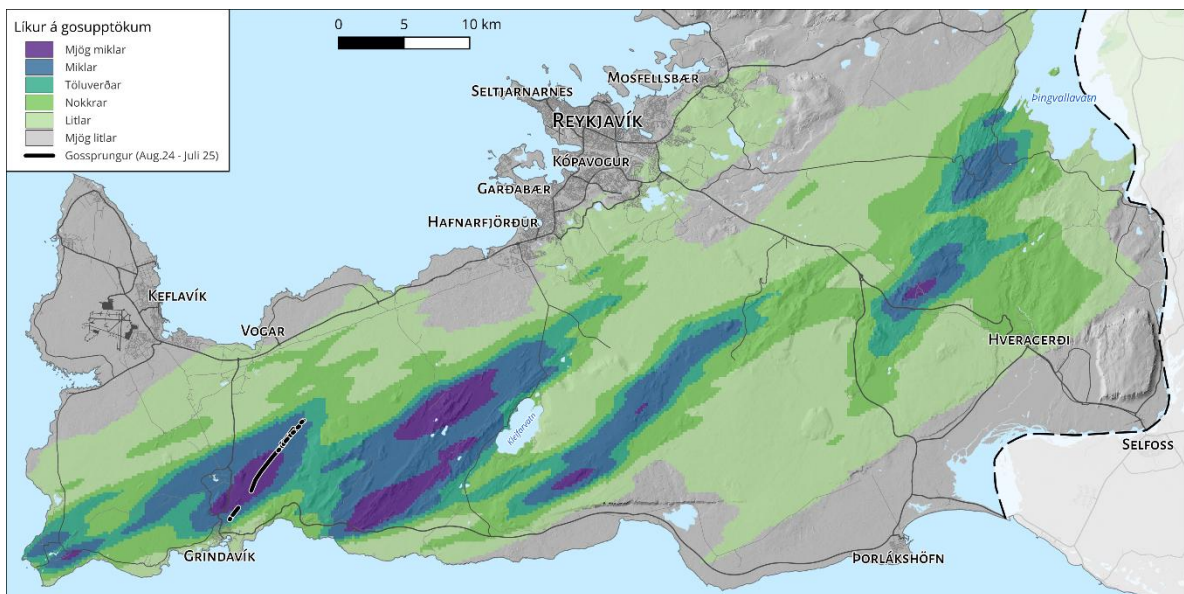 Líkur á gosupptökum
Mjög miklar
Miklar
Töluverðar
Nokkrar
Litlar
Mjög litlar
Gossprungur (Aug.24 - Juli 25)
0 5 10 km
MOSFELLSBÆR
SELTJARNARNES
REYKJAVÍK
Þingvallavatn
KÓPAVOGUR
GARÐABÆR
HAFNARFJÖRÐUR
KEFLAVÍK
VOGAR
HVERAGERÐI
Kleifarvatn
SELFOSS
GRINDAVÍK
ÞORLÁKSHÖFN